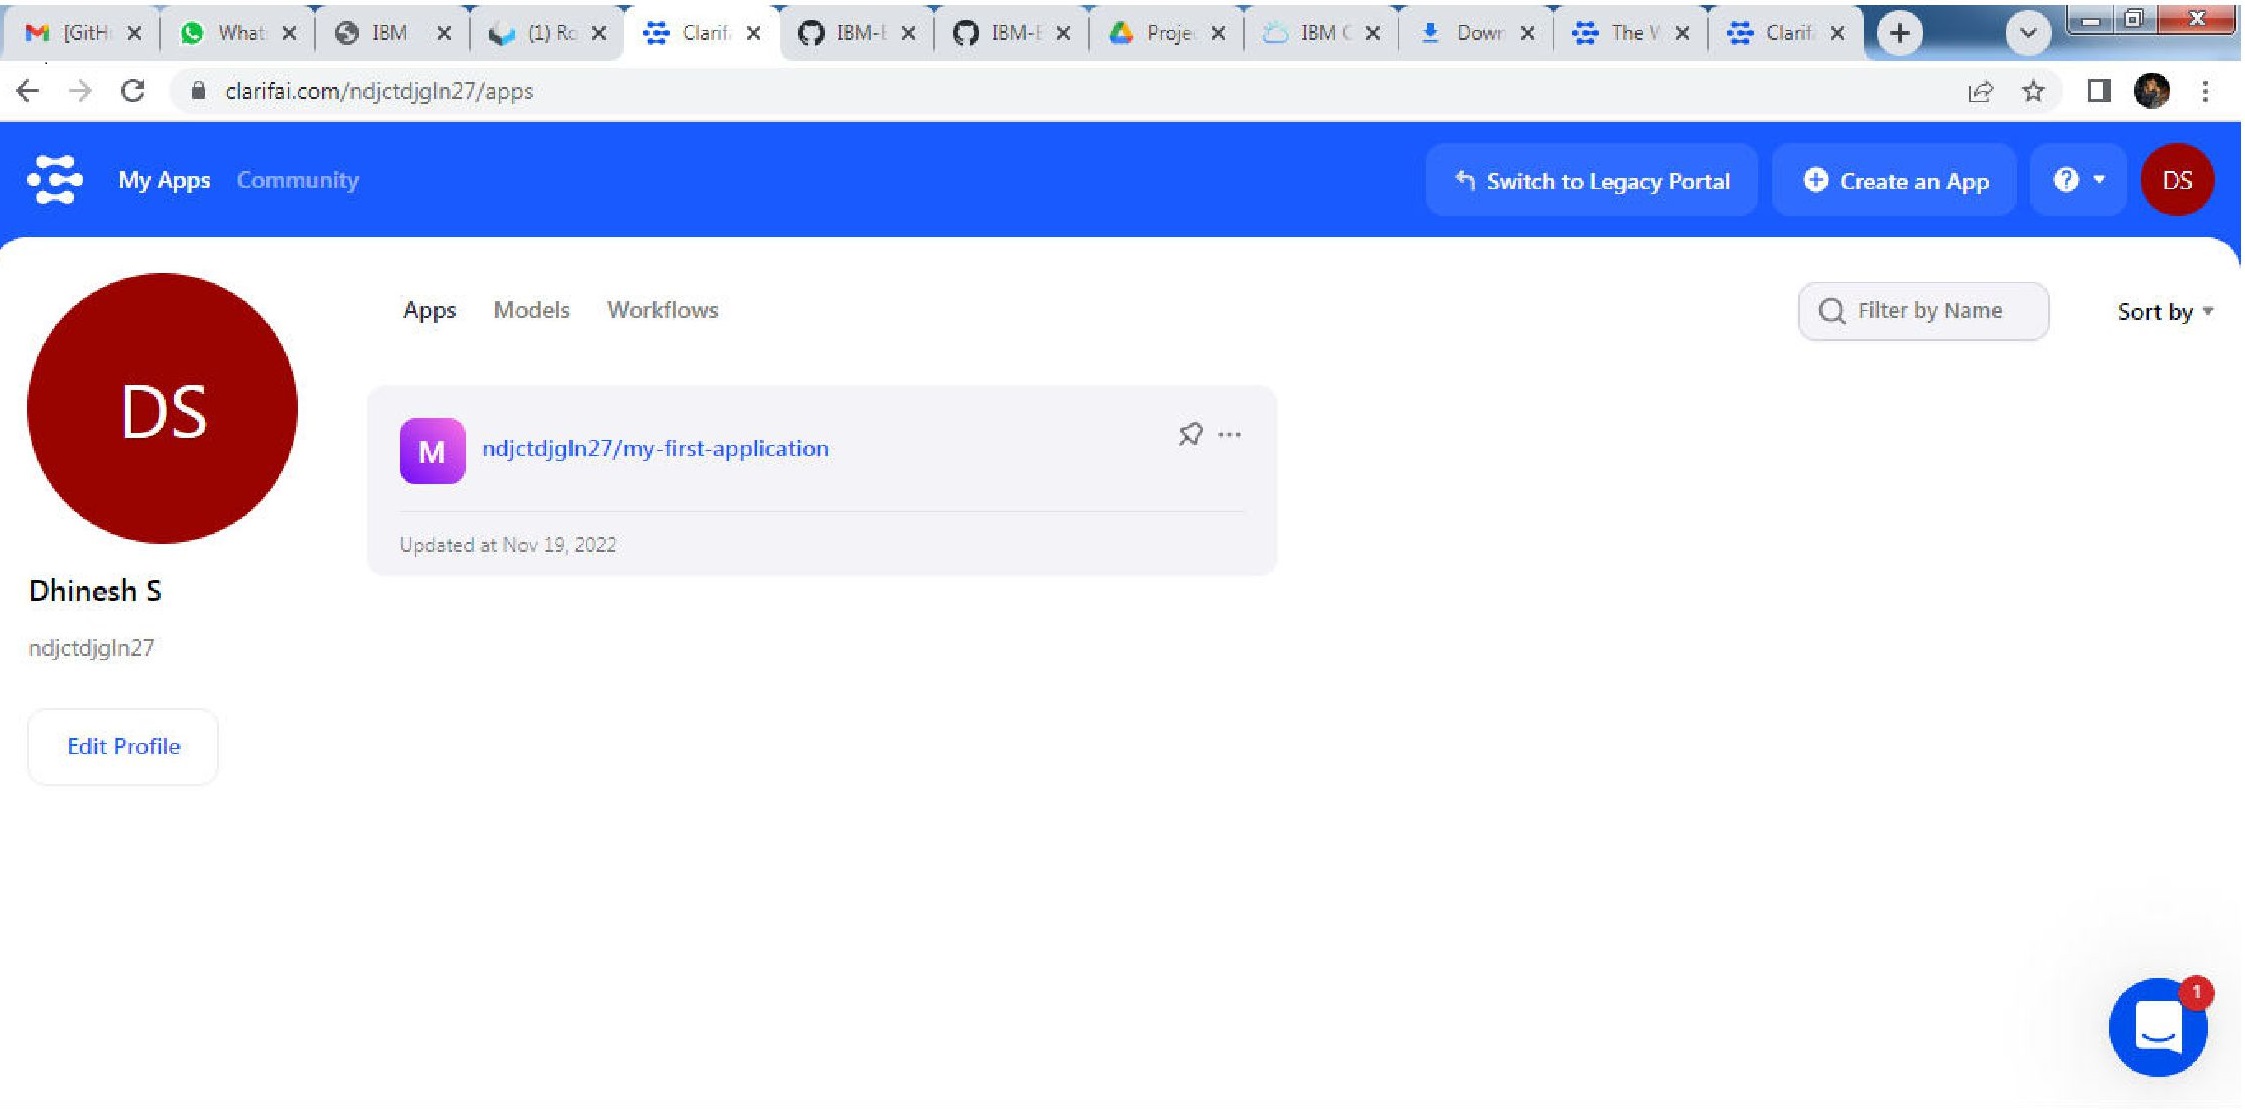 [GitH What IBM (1) Ro Clarif IBM-E IBM-E Proje IBM C Down The V Clarif
clarifai.com/ndjctdjgln27/apps
My Apps Community Switch to Legacy Portal Create an App ? DS
Apps Models Workflows Filter by Name Sort by
DS
M ndjctdjgln27/my-first-application
Updated at Nov 19, 2022
Dhinesh S
ndjctdjgln27
Edit Profile
1